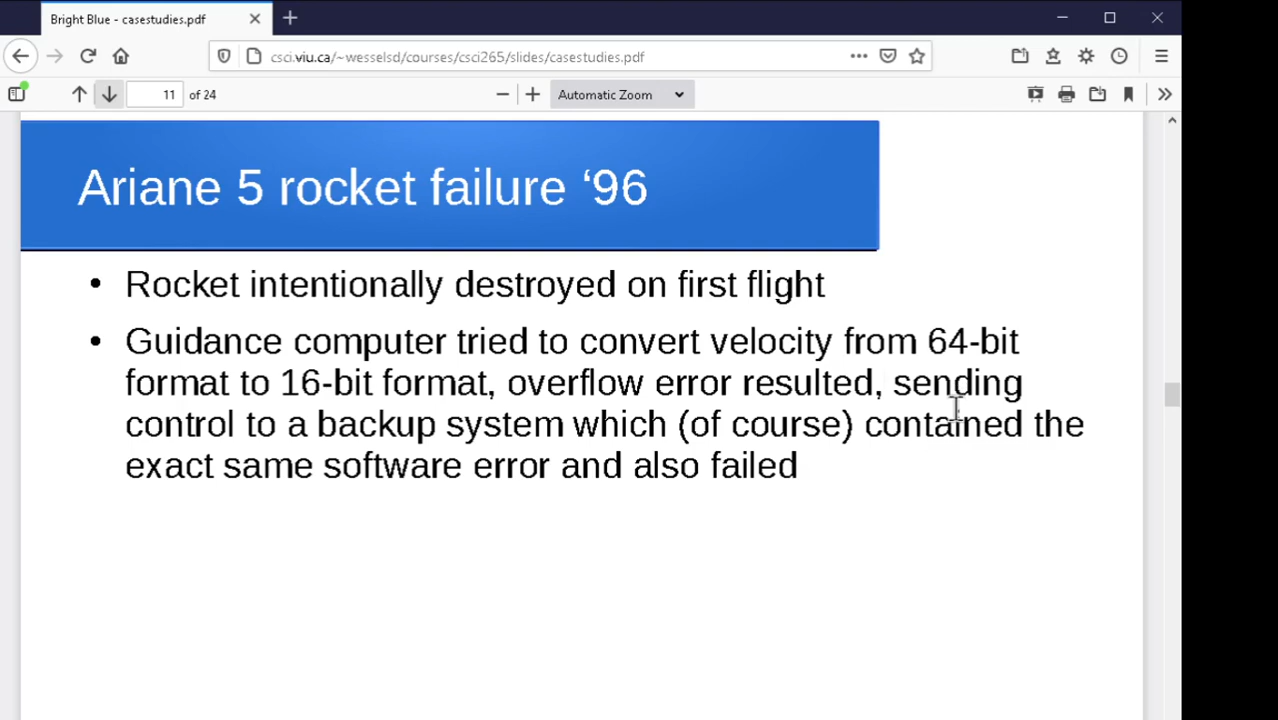 Bright Blue - casestudies.pdf
csci.viu.ca/~wesselsd/courses/csci265/slides/casestudies.pdf
11 of 24
Automatic Zoom
Ariane 5 rocket failure ‘96
• Rocket intentionally destroyed on first flight
• Guidance computer tried to convert velocity from 64-bit
format to 16-bit format, overflow error resulted, sending
control to a backup system which (of course) contained the
exact same software error and also failed